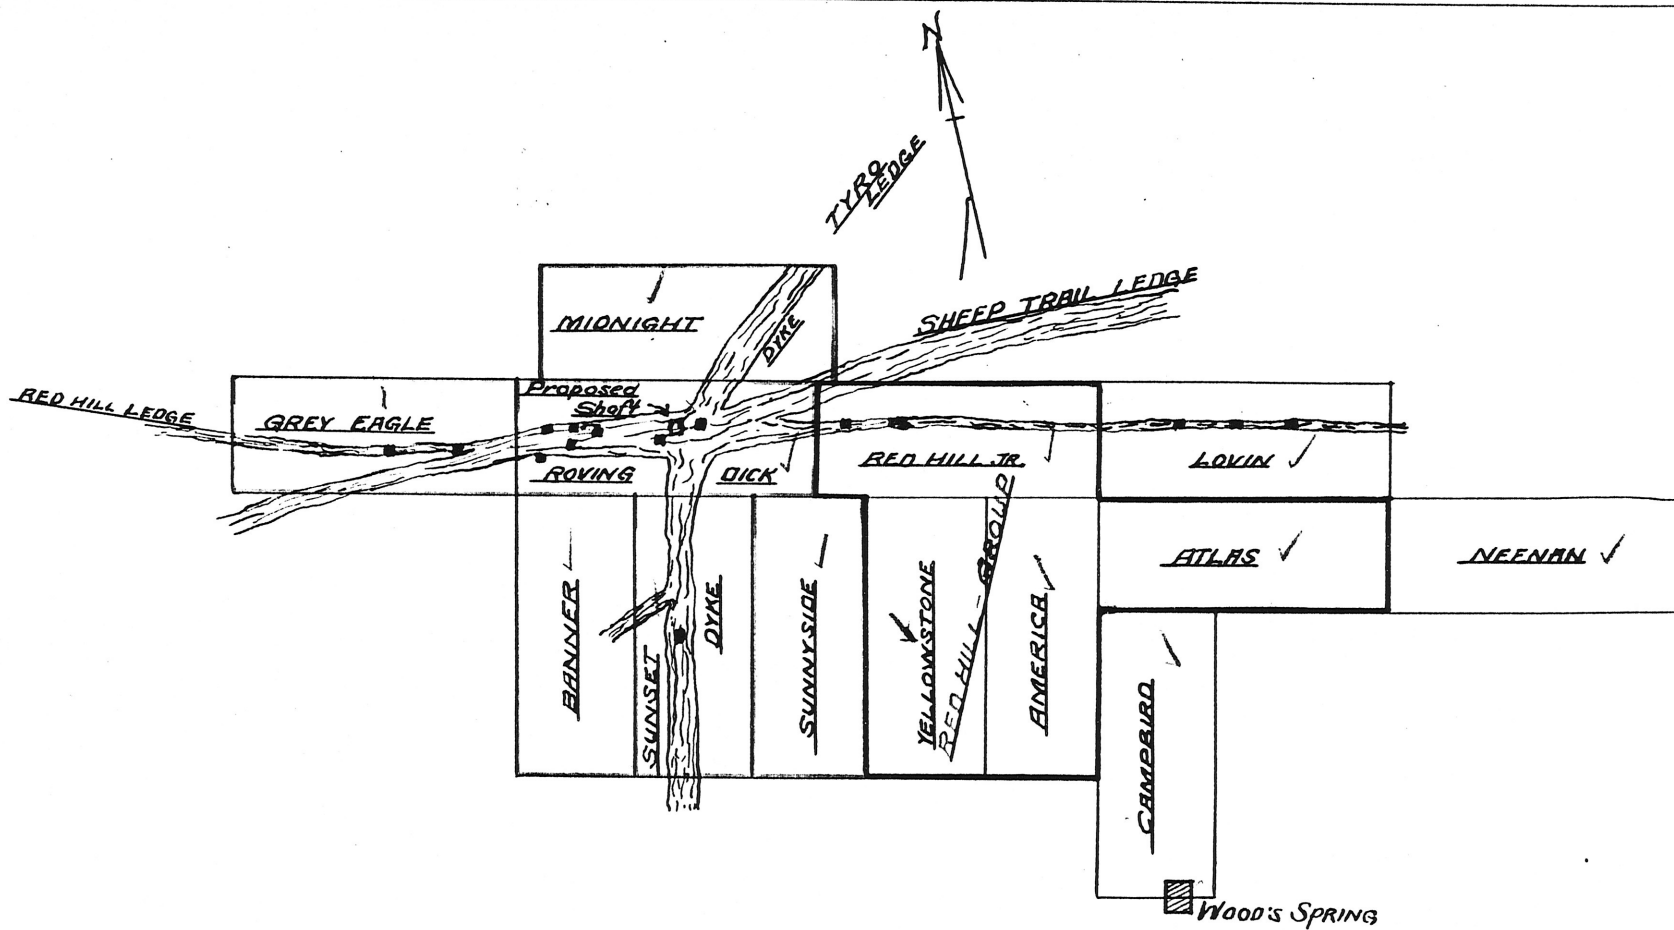 N
TYRO
LEDGE
SHEEP TRAIL LEDGE
MIDNIGHT
DYKE
RED HILL LEDGE
GREY EAGLE
Proposed
Shaft
ROVING DICK
RED HILL JR.
LOVIN
BANNER
SUNSET
DYKE
SUNNYSIDE
YELLOWSTONE
RED HILL - GROUP
AMERICA
ATLAS
NEENAN
CAMPBIRD
WOOD'S SPRING